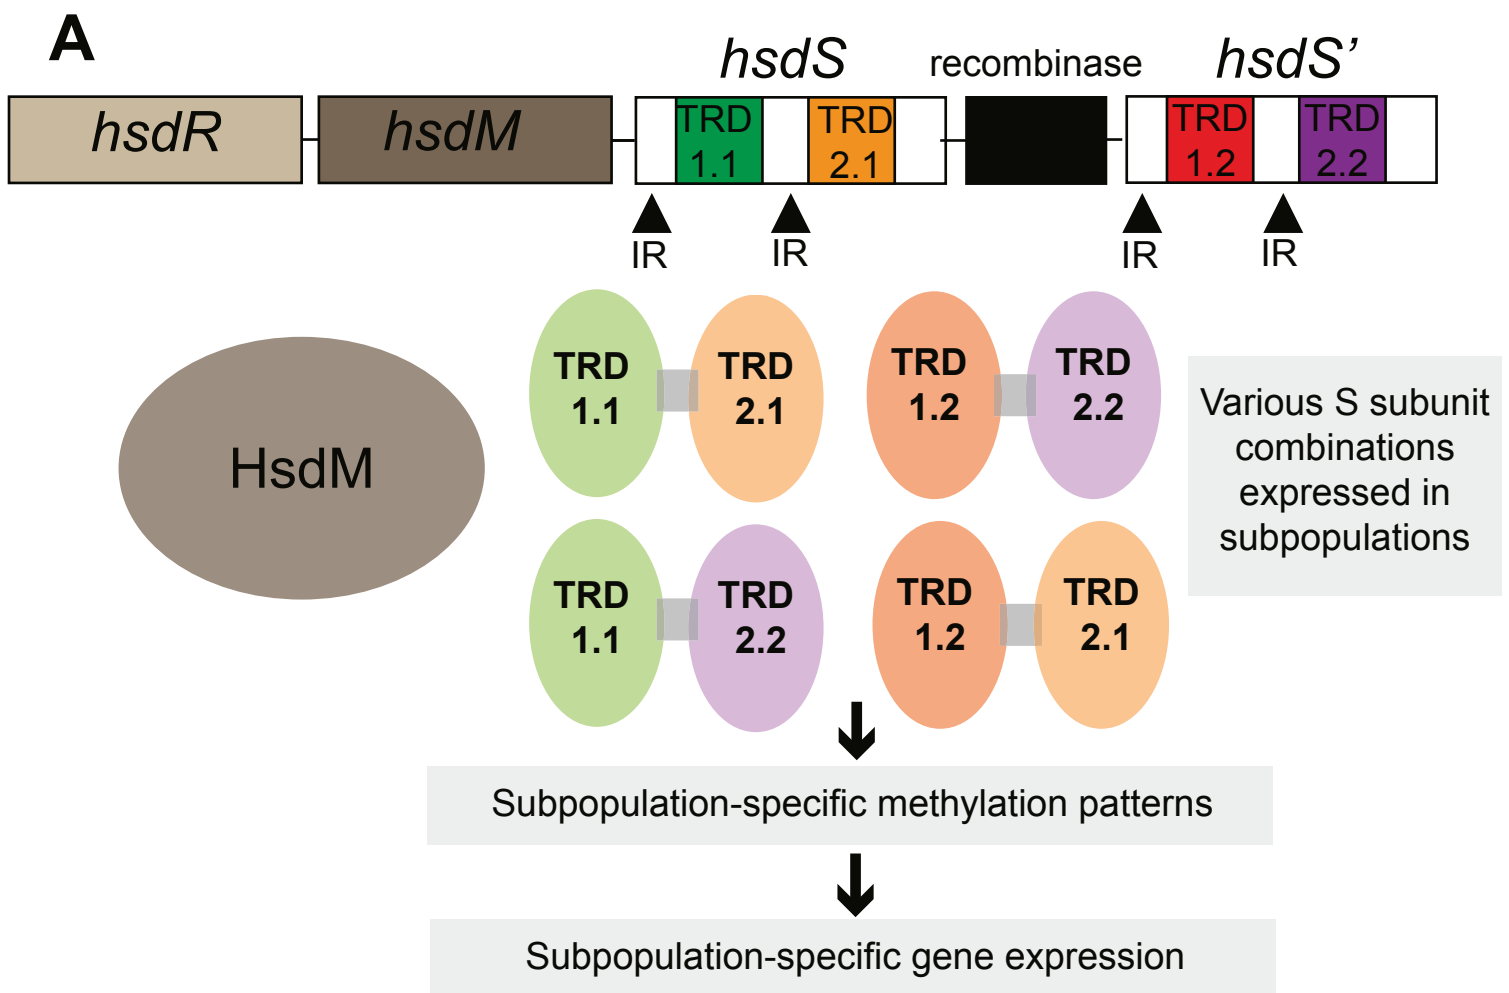 A
hsdS recombinase hsdS’
hsdR hsdM TRD 1.1 TRD 2.1 TRD 1.2 TRD 2.2
IR IR IR IR
HsdM
TRD 1.1
TRD 2.1
TRD 1.2
TRD 2.2
Various S subunit
combinations
expressed in
subpopulations
TRD 1.1
TRD 2.2
TRD 1.2
TRD 2.1
Subpopulation-specific methylation patterns
Subpopulation-specific gene expression